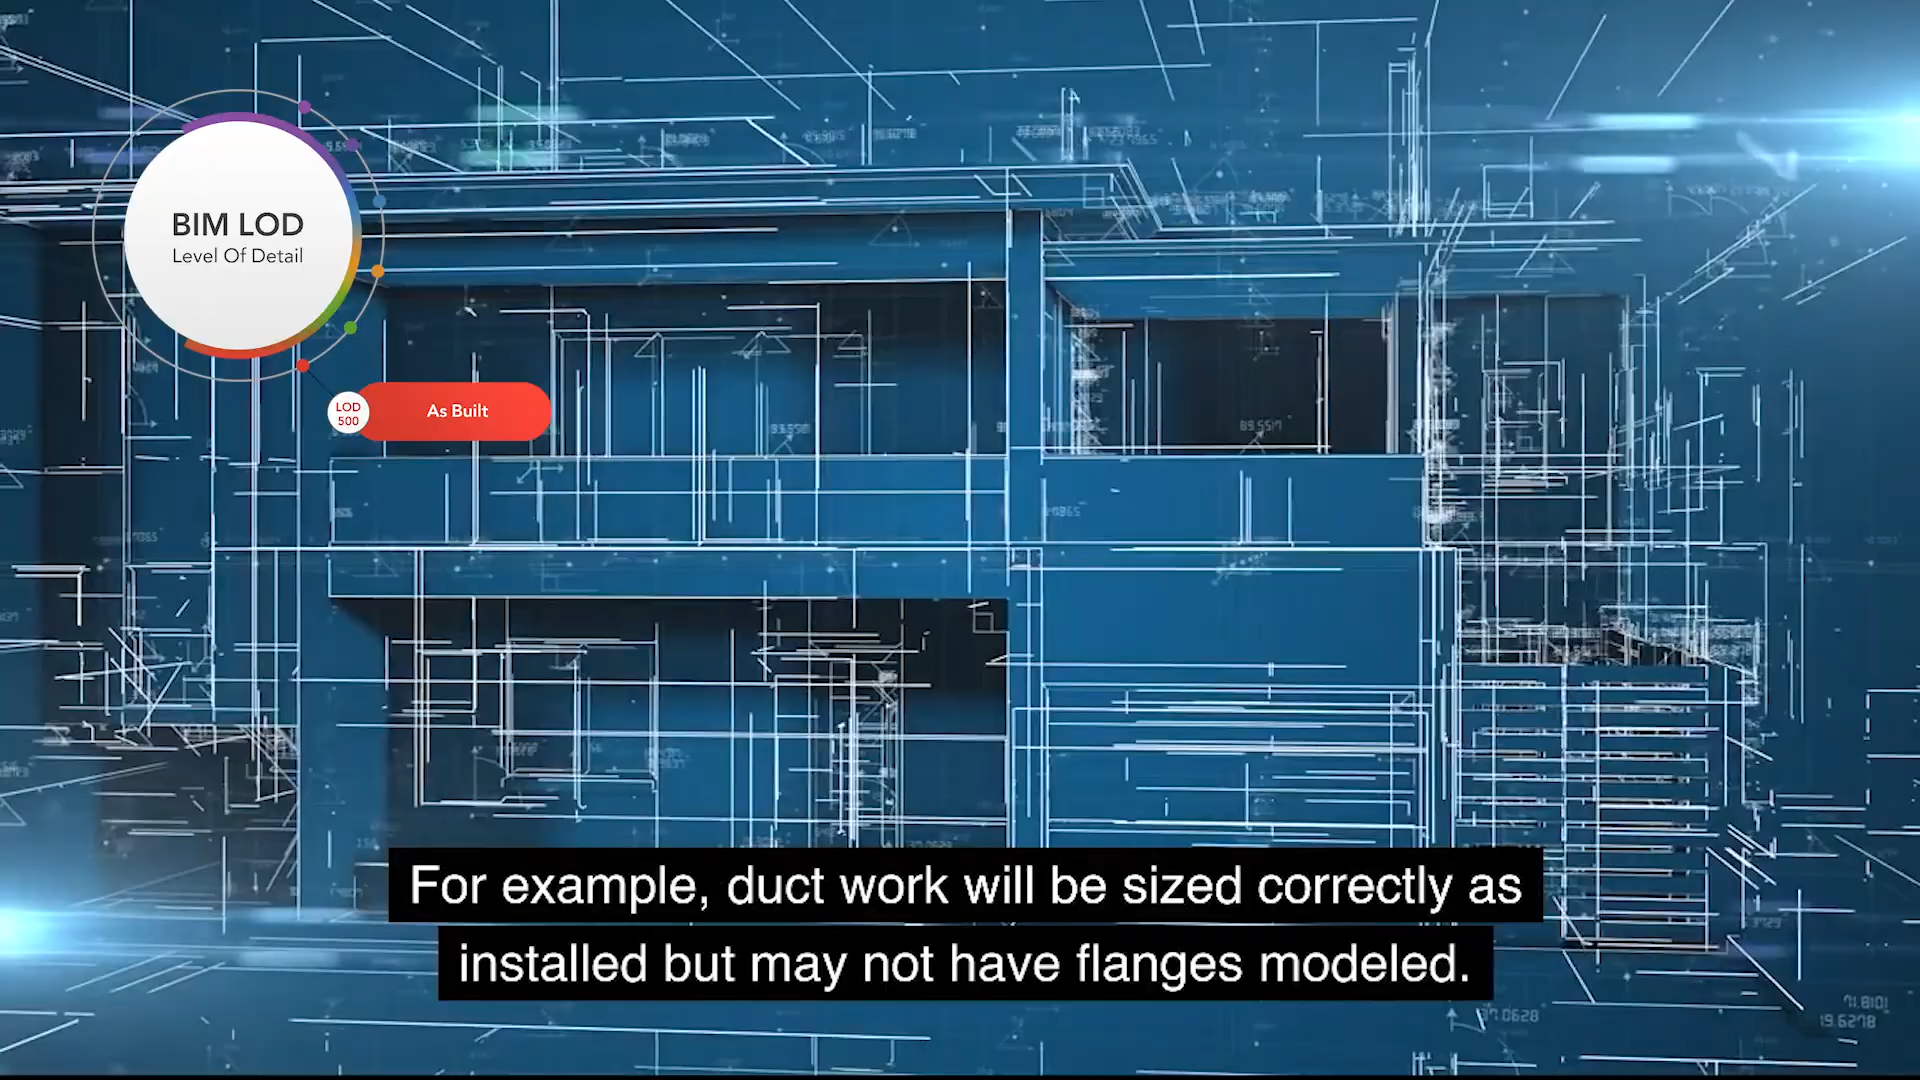 BIM LOD
Level Of Detail
LOD
500
As Built
For example, duct work will be sized correctly as
installed but may not have flanges modeled.